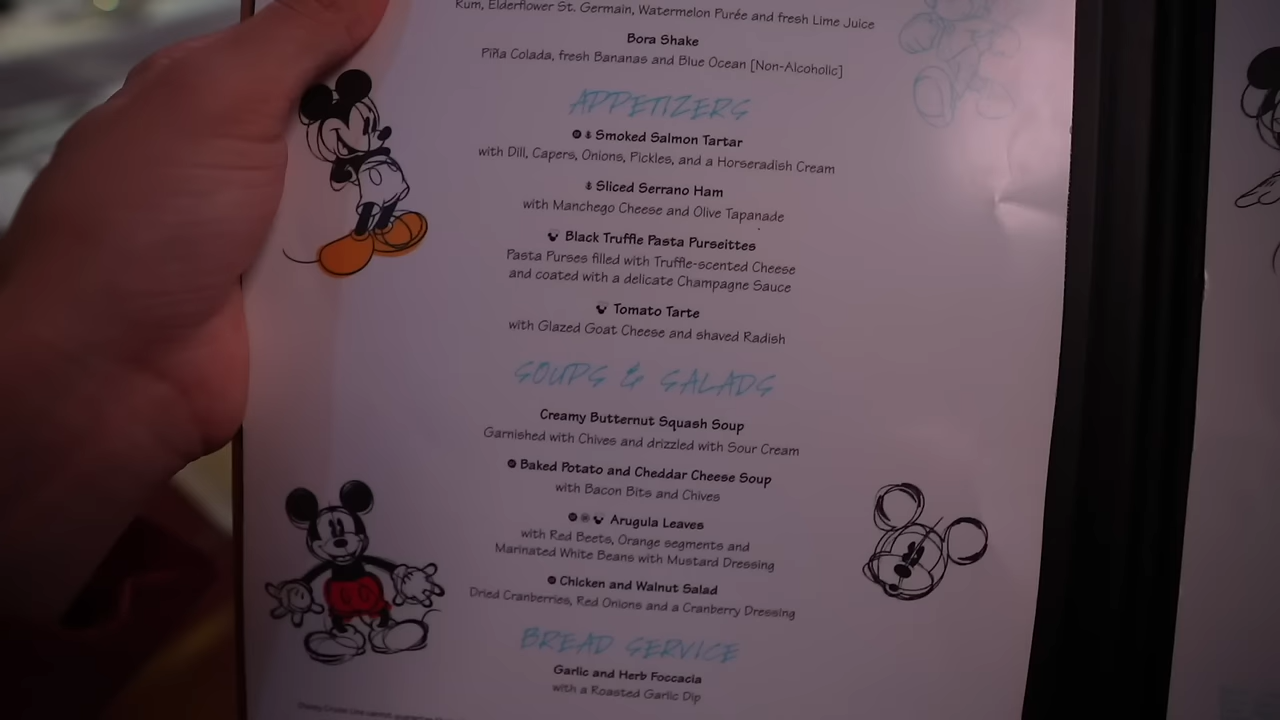 Rum, Elderflower St. Germain, Watermelon Purée and fresh Lime Juice
Bora Shake
Piña Colada, fresh Bananas and Blue Ocean [Non-Alcoholic]
APPETIZERS
Smoked Salmon Tartar
with Dill, Capers, Onions, Pickles, and a Horseradish Cream
Sliced Serrano Ham
with Manchego Cheese and Olive Tapanade
Black Truffle Pasta Purseittes
Pasta Purses filled with Truffle-scented Cheese
and coated with a delicate Champagne Sauce
Tomato Tarte
with Glazed Goat Cheese and shaved Radish
SOUPS & SALADS
Creamy Butternut Squash Soup
Garnished with Chives and drizzled with Sour Cream
Baked Potato and Cheddar Cheese Soup
with Bacon Bits and Chives
Arugula Leaves
with Red Beets, Orange segments and
Marinated White Beans with Mustard Dressing
Chicken and Walnut Salad
Dried Cranberries, Red Onions and a Cranberry Dressing
BREAD SERVICE
Garlic and Herb Foccacia
with a Roasted Garlic Dip